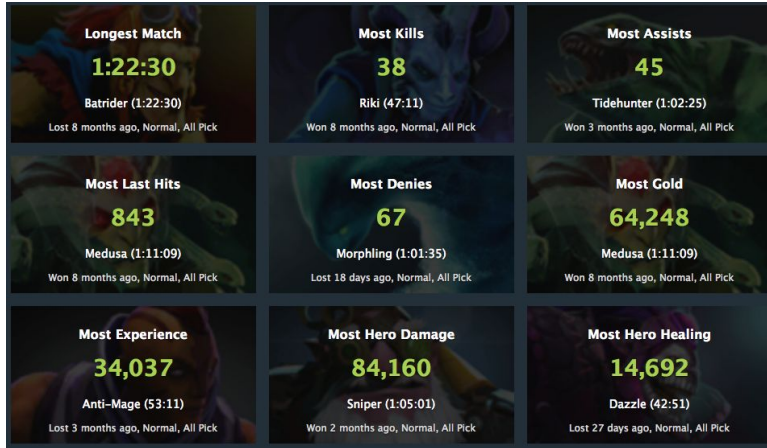 Longest Match
1:22:30
Batrider (1:22:30)
Lost 8 months ago, Normal, All Pick
Most Kills
38
Riki (47:11)
Won 8 months ago, Normal, All Pick
Most Assists
45
Tidehunter (1:02:25)
Won 3 months ago, Normal, All Pick
Most Last Hits
843
Medusa (1:11:09)
Won 8 months ago, Normal, All Pick
Most Denies
67
Morphling (1:01:35)
Lost 18 days ago, Normal, All Pick
Most Gold
64,248
Medusa (1:11:09)
Won 8 months ago, Normal, All Pick
Most Experience
34,037
Anti-Mage (53:11)
Lost 3 months ago, Normal, All Pick
Most Hero Damage
84,160
Sniper (1:05:01)
Won 2 months ago, Normal, All Pick
Most Hero Healing
14,692
Dazzle (42:51)
Lost 27 days ago, Normal, All Pick